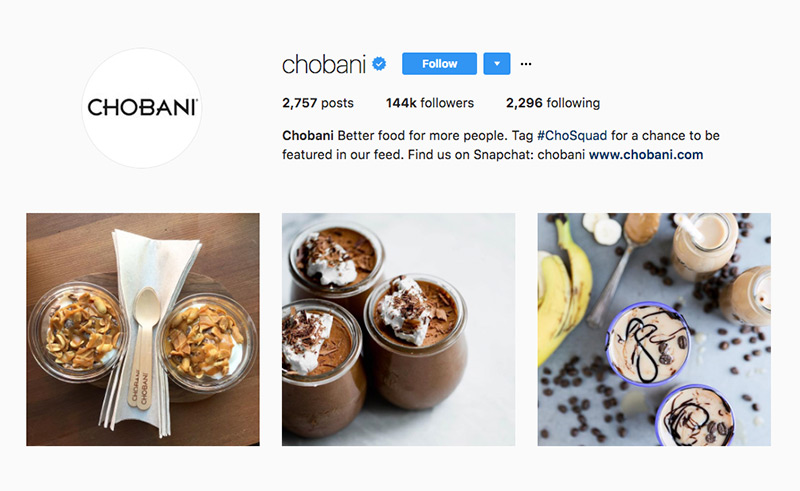 chobani
Follow
CHOBANI
2,757 posts 144k followers 2,296 following
Chobani Better food for more people. Tag #ChoSquad for a chance to be
featured in our feed. Find us on Snapchat: chobani www.chobani.com
CHOBANI
CHOBANI